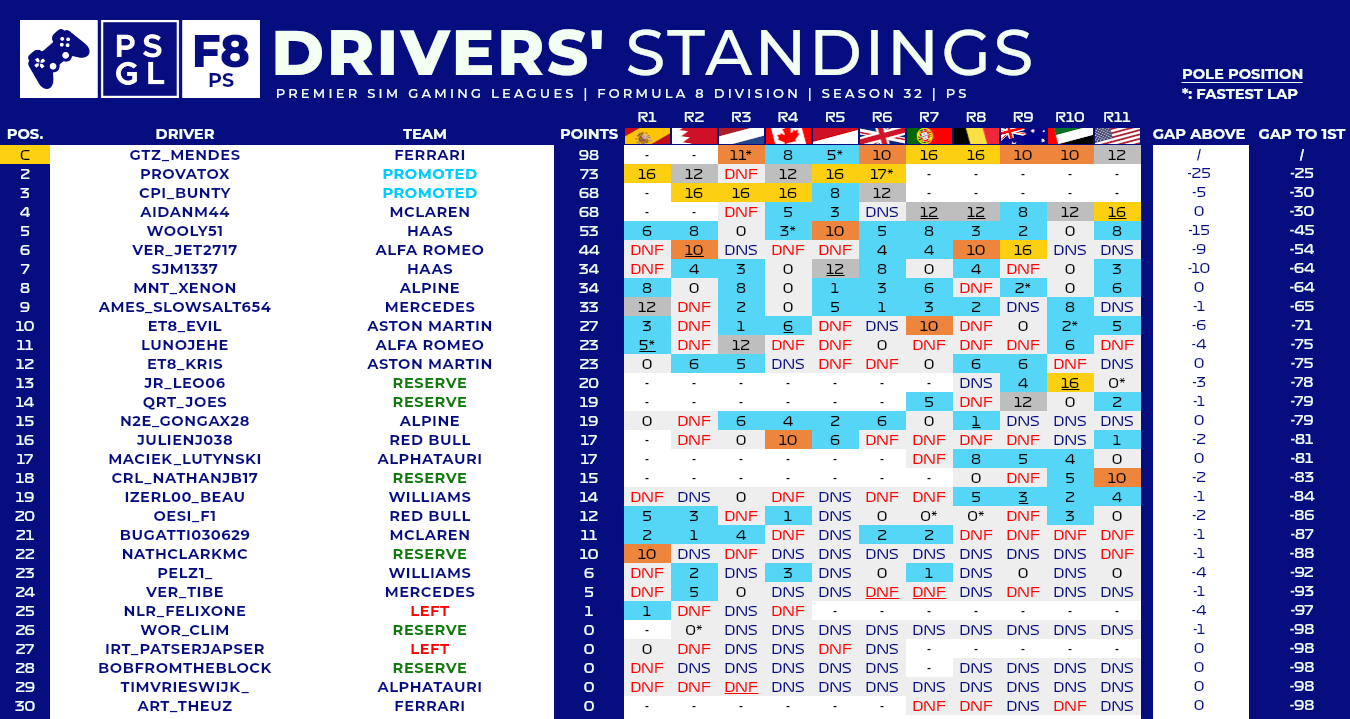 PS GL F8 PS DRIVERS' STANDINGS
PREMIER SIM GAMING LEAGUES | FORMULA 8 DIVISION | SEASON 32 | PS
POLE POSITION
*: FASTEST LAP
R1 R2 R3 R4 R5 R6 R7 R8 R9 R10 R11
POS. DRIVER TEAM POINTS GAP ABOVE GAP TO 1ST
C GTZ_MENDES FERRARI 98 - - 11* 8 5* 10 16 16 10 10 12 / /
2 PROVATOX PROMOTED 73 16 12 DNF 12 16 17* - - - - - -25 -25
3 CPI_BUNTY PROMOTED 68 - 16 16 16 8 12 - - - - - -5 -30
4 AIDANM44 MCLAREN 68 - - DNF 5 3 DNS 12 12 8 12 16 0 -30
5 WOOLY51 HAAS 53 6 8 0 3* 10 5 8 3 2 0 8 -15 -45
6 VER_JET2717 ALFA ROMEO 44 DNF 10 DNS DNF DNF 4 4 10 16 DNS DNS -9 -54
7 SJM1337 HAAS 34 DNF 4 3 0 12 8 0 4 DNF 0 3 -10 -64
8 MNT_XENON ALPINE 34 8 0 8 0 1 3 6 DNF 2* 0 6 0 -64
9 AMES_SLOWSALT654 MERCEDES 33 12 DNF 2 0 5 1 3 2 DNS 8 DNS -1 -65
10 ET8_EVIL ASTON MARTIN 27 3 DNF 1 6 DNF DNS 10 DNF 0 2* 5 -6 -71
11 LUNOJEHE ALFA ROMEO 23 5* DNF 12 DNF DNF 0 DNF DNF DNF 6 DNF -4 -75
12 ET8_KRIS ASTON MARTIN 23 0 6 5 DNS DNF DNF 0 6 6 DNF DNS 0 -75
13 JR_LEO06 RESERVE 20 - - - - - - - DNS 4 16 0* -3 -78
14 QRT_JOES RESERVE 19 - - - - - - 5 DNF 12 0 2 -1 -79
15 N2E_GONGAX28 ALPINE 19 0 DNF 6 4 2 6 0 1 DNS DNS DNS 0 -79
16 JULIENJ038 RED BULL 17 - DNF 0 10 6 DNF DNF DNF DNF DNS 1 -2 -81
17 MACIEK_LUTYNSKI ALPHATAURI 17 - - - - - - DNF 8 5 4 0 0 -81
18 CRL_NATHANJB17 RESERVE 15 - - - - - - - 0 DNF 5 10 -2 -83
19 IZERL00_BEAU WILLIAMS 14 DNF DNS 0 DNF DNS DNF DNF 5 3 2 4 -1 -84
20 OESI_F1 RED BULL 12 5 3 DNF 1 DNS 0 0* 0* DNF 3 0 -2 -86
21 BUGATTI030629 MCLAREN 11 2 1 4 DNF DNS 2 2 DNF DNF DNF DNF -1 -87
22 NATHCLARKMC RESERVE 10 10 DNS DNF DNS DNS DNS DNS DNS DNS DNS DNF -1 -88
23 PELZ1_ WILLIAMS 6 DNF 2 DNS 3 DNS 0 1 DNS 0 DNS 0 -4 -92
24 VER_TIBE MERCEDES 5 DNF 5 0 DNS DNS DNF DNF DNS DNF DNS DNS -1 -93
25 NLR_FELIXONE LEFT 1 1 DNF DNS DNF - - - - - - - -4 -97
26 WOR_CLIM RESERVE 0 - 0* DNS DNS DNS DNS DNS DNS DNS DNS DNS -1 -98
27 IRT_PATSERJAPSER LEFT 0 0 DNF DNS DNS DNF DNS - - - - - 0 -98
28 BOBFROMTHEBLOCK RESERVE 0 DNF DNS DNS DNS DNS DNS - DNS DNS DNS DNS 0 -98
29 TIMVRIESWIJK_ ALPHATAURI 0 DNF DNF DNF DNS DNS DNS DNS DNS DNS DNS DNS 0 -98
30 ART_THEUZ FERRARI 0 - - - - - - DNF DNF DNS DNF DNS 0 -98